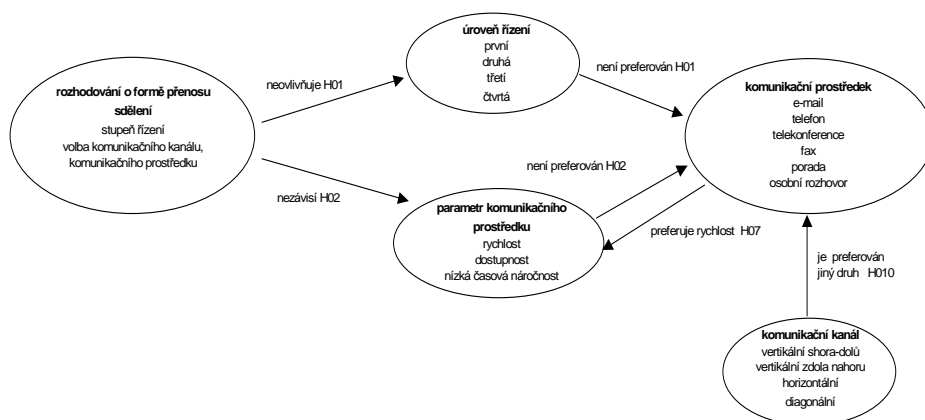 rozhodování o formě přenosu
sdělení
stupeň řízení
volba komunikačního kanálu,
komunikačního prostředku
neovlivňuje H01
nezávisí H02
úroveň řízení
první
druhá
třetí
čtvrtá
není preferován H01
není preferován H02
parametr komunikačního
prostředku
rychlost
dostupnost
nízká časová náročnost
preferuje rychlost H07
komunikační prostředek
e-mail
telefon
telekonference
fax
porada
osobní rozhovor
je preferován
jiný druh H010
komunikační kanál
vertikální shora-dolů
vertikální zdola nahoru
horizontální
diagonální